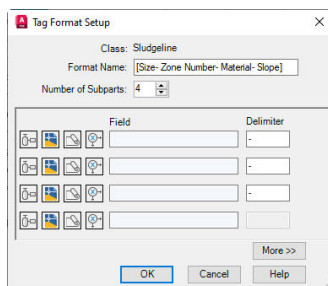 A
Tag Format Setup
Class: Sludgeline
Format Name: [Size- Zone Number- Material- Slope]
Number of Subparts: 4
Field Delimiter
-
-
-
More >>
OK Cancel Help